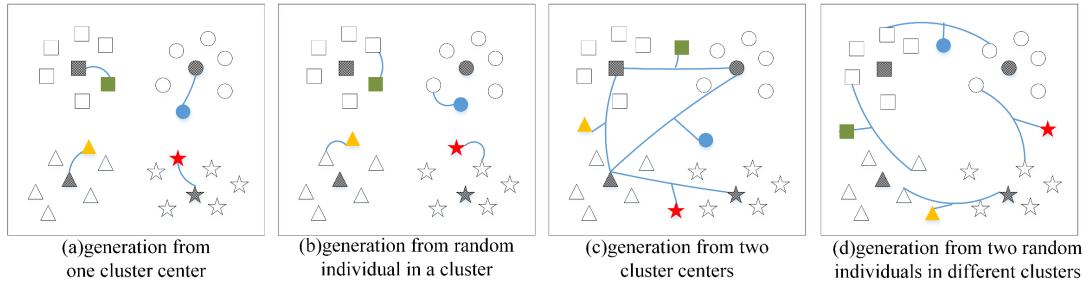 (a)generation from
one cluster center
(b)generation from random
individual in a cluster
(c)generation from two
cluster centers
(d)generation from two random
individuals in different clusters